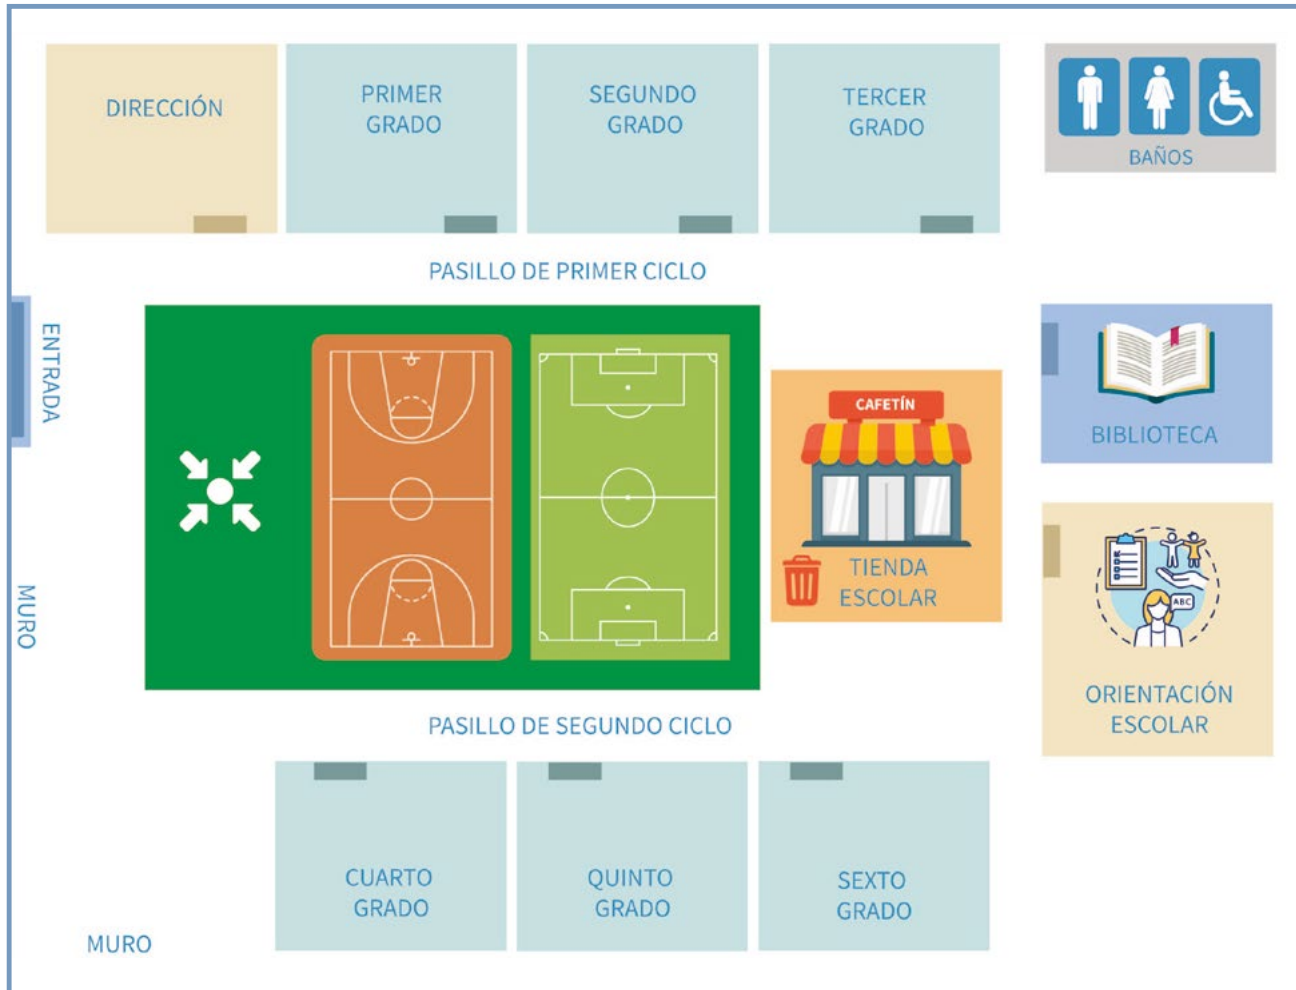 DIRECCIÓN
PRIMER
GRADO
SEGUNDO
GRADO
TERCER
GRADO
BAÑOS
PASILLO DE PRIMER CICLO
ENTRADA
CAFETÍN
BIBLIOTECA
TIENDA
ESCOLAR
ABC
MURO
ORIENTACIÓN
ESCOLAR
PASILLO DE SEGUNDO CICLO
CUARTO
GRADO
QUINTO
GRADO
SEXTO
GRADO
MURO